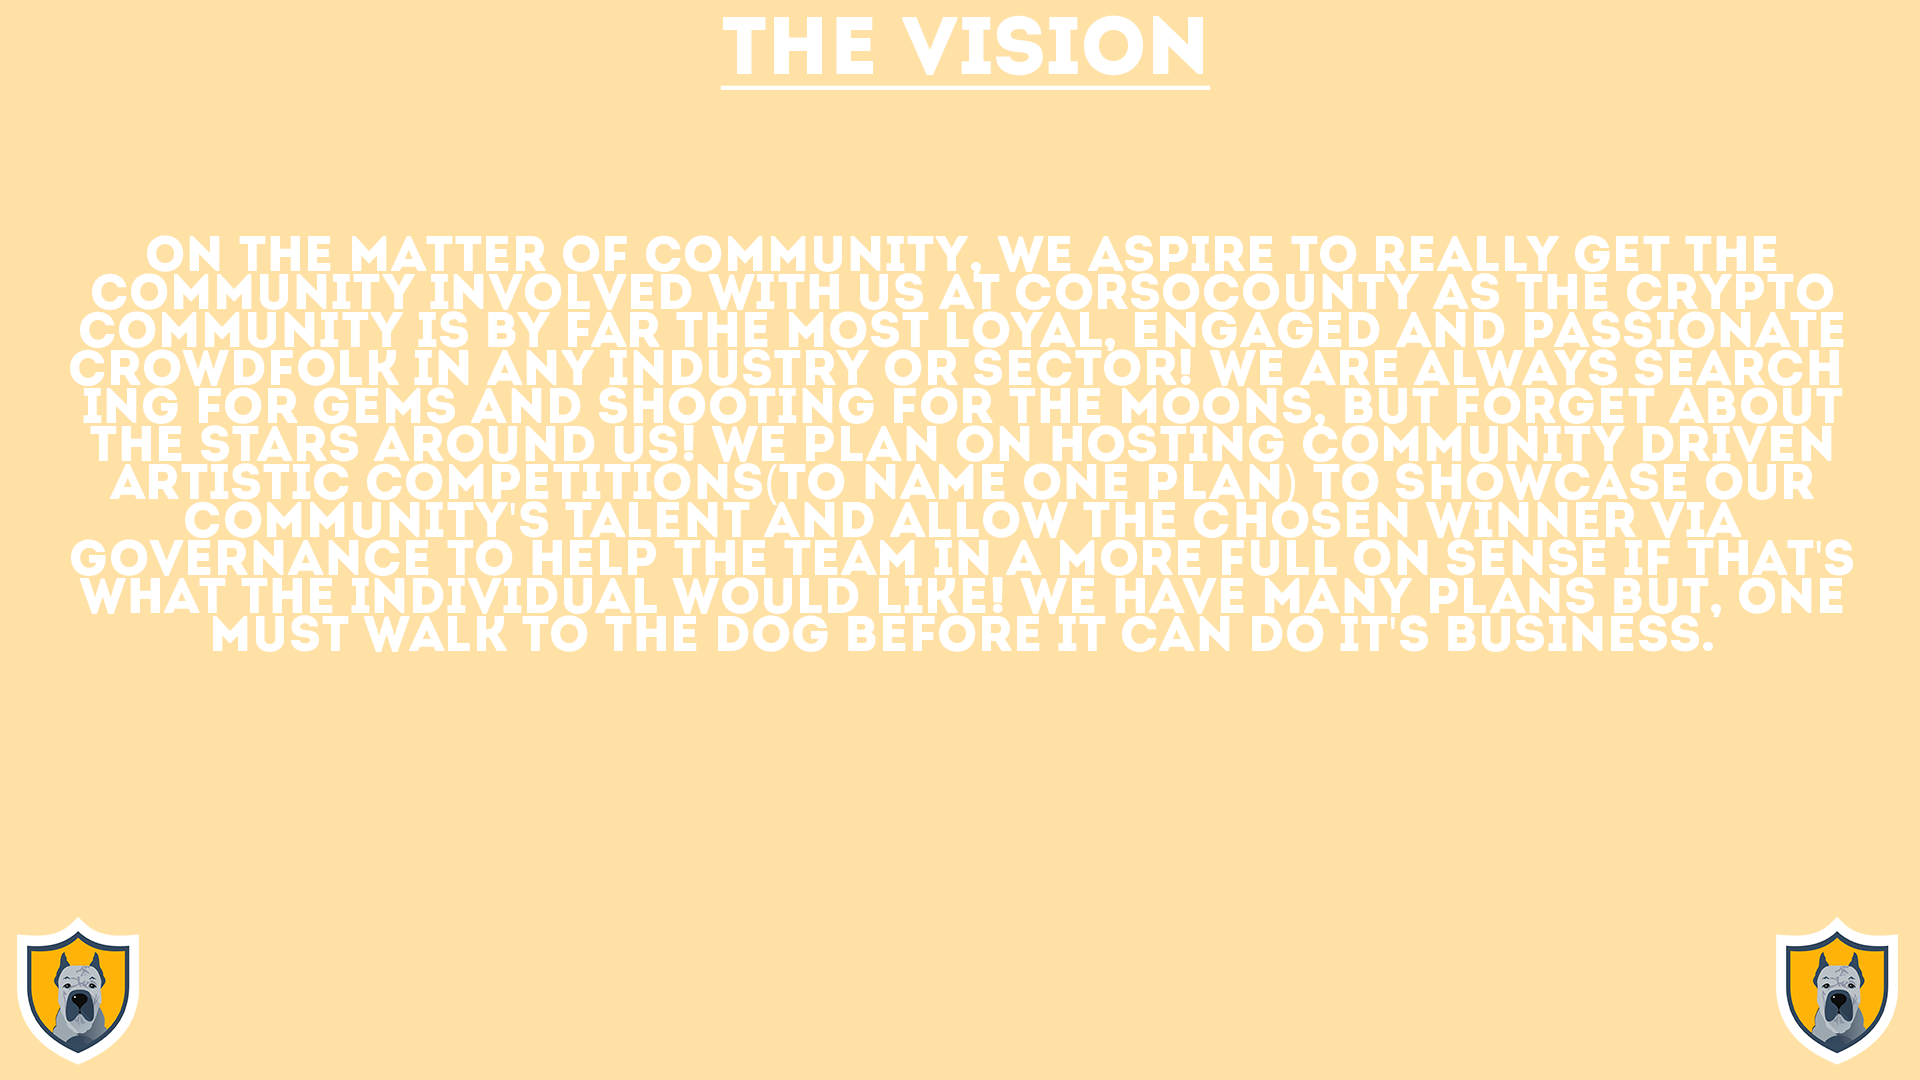 THE VISION
ON THE MATTER OF COMMUNITY, WE ASPIRE TO REALLY GET THE
COMMUNITY INVOLVED WITH US AT CORSOCOUNTY AS THE CRYPTO
COMMUNITY IS BY FAR THE MOST LOYAL, ENGAGED AND PASSIONATE
CROWDFOLK IN ANY INDUSTRY OR SECTOR! WE ARE ALWAYS SEARCH
ING FOR GEMS AND SHOOTING FOR THE MOONS, BUT FORGET ABOUT
THE STARS AROUND US! WE PLAN ON HOSTING COMMUNITY DRIVEN
ARTISTIC COMPETITIONS(TO NAME ONE PLAN) TO SHOWCASE OUR
COMMUNITY'S TALENT AND ALLOW THE CHOSEN WINNER VIA
GOVERNANCE TO HELP THE TEAM IN A MORE FULL ON SENSE IF THAT'S
WHAT THE INDIVIDUAL WOULD LIKE! WE HAVE MANY PLANS BUT, ONE
MUST WALK TO THE DOG BEFORE IT CAN DO IT'S BUSINESS.